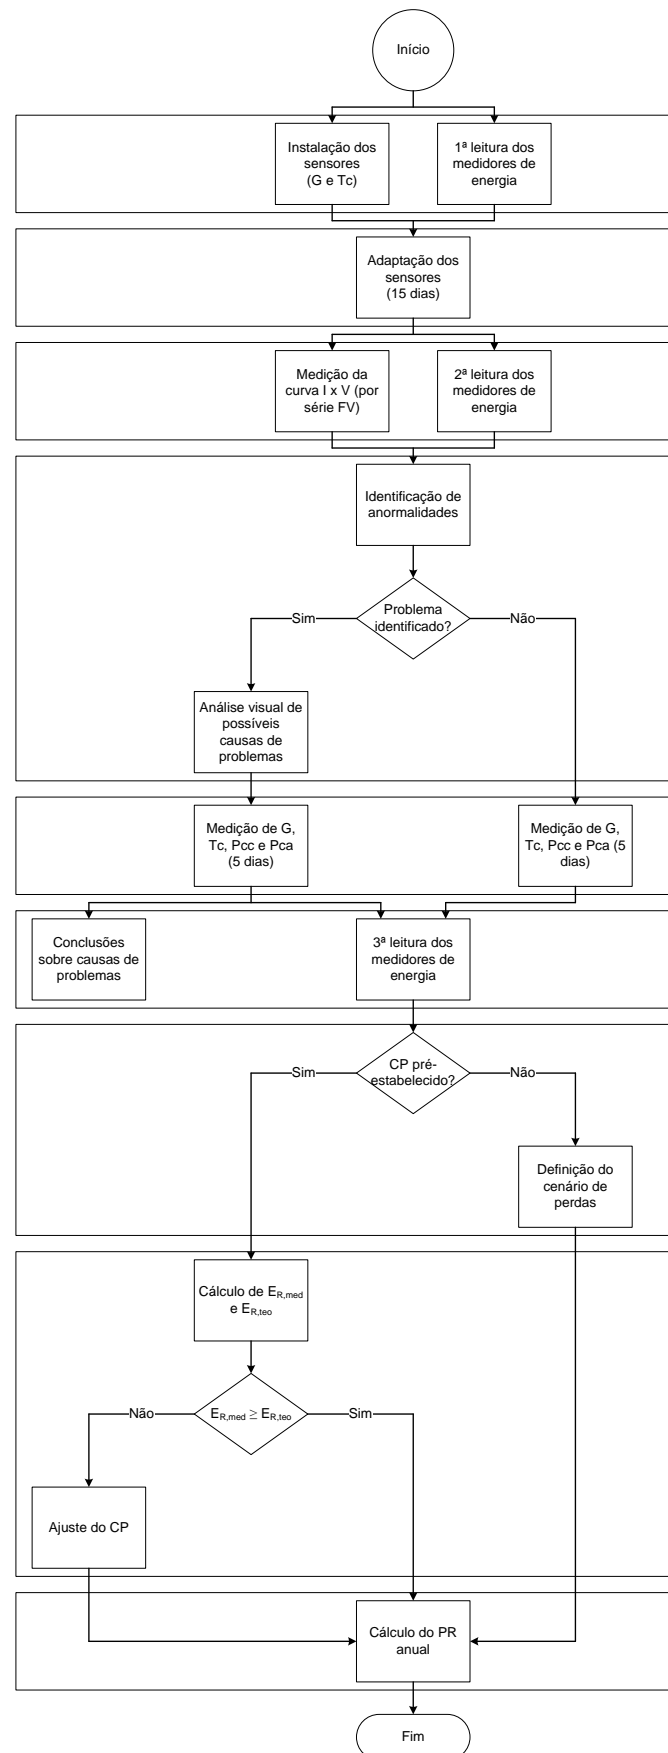 Início
Instalação dos
sensores
(G e Tc)
1ª leitura dos
medidores de
energia
Adaptação dos
sensores
(15 dias)
Medição da
curva I x V (por
série FV)
2ª leitura dos
medidores de
energia
Identificação de
anormalidades
Problema
identificado?
Sim
Não
Análise visual de
possíveis
causas de
problemas
Medição de G,
Tc, Pcc e Pca
(5 dias)
Medição de G,
Tc, Pcc e Pca (5
dias)
Conclusões
sobre causas de
problemas
3ª leitura dos
medidores de
energia
CP pré-
estabelecido?
Sim
Não
Definição do
cenário de
perdas
Cálculo de E_R,med
e E_R,teo
E_R,med ≥ E_R,teo
Não
Sim
Ajuste do CP
Cálculo do PR
anual
Fim